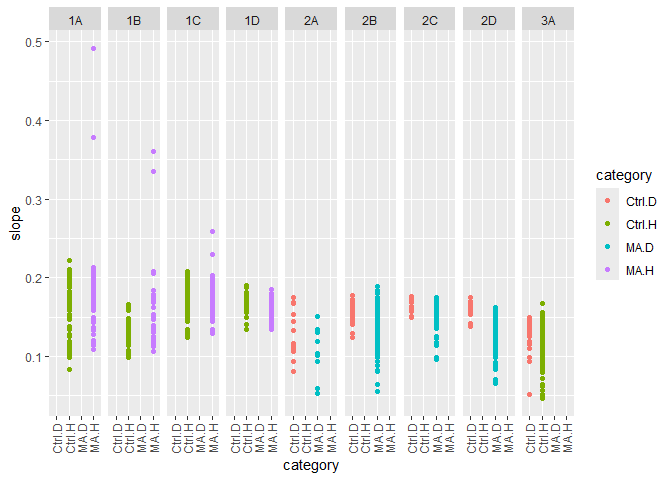 1A 1B 1C 1D 2A 2B 2C 2D 3A
0.5
0.4
0.3
0.2
0.1
slope
Ctrl.D Ctrl.H MA.D MA.H Ctrl.D Ctrl.H MA.D MA.H Ctrl.D Ctrl.H MA.D MA.H Ctrl.D Ctrl.H MA.D MA.H Ctrl.D Ctrl.H MA.D MA.H Ctrl.D Ctrl.H MA.D MA.H Ctrl.D Ctrl.H MA.D MA.H Ctrl.D Ctrl.H MA.D MA.H Ctrl.D Ctrl.H MA.D MA.H
category
category
Ctrl.D
Ctrl.H
MA.D
MA.H